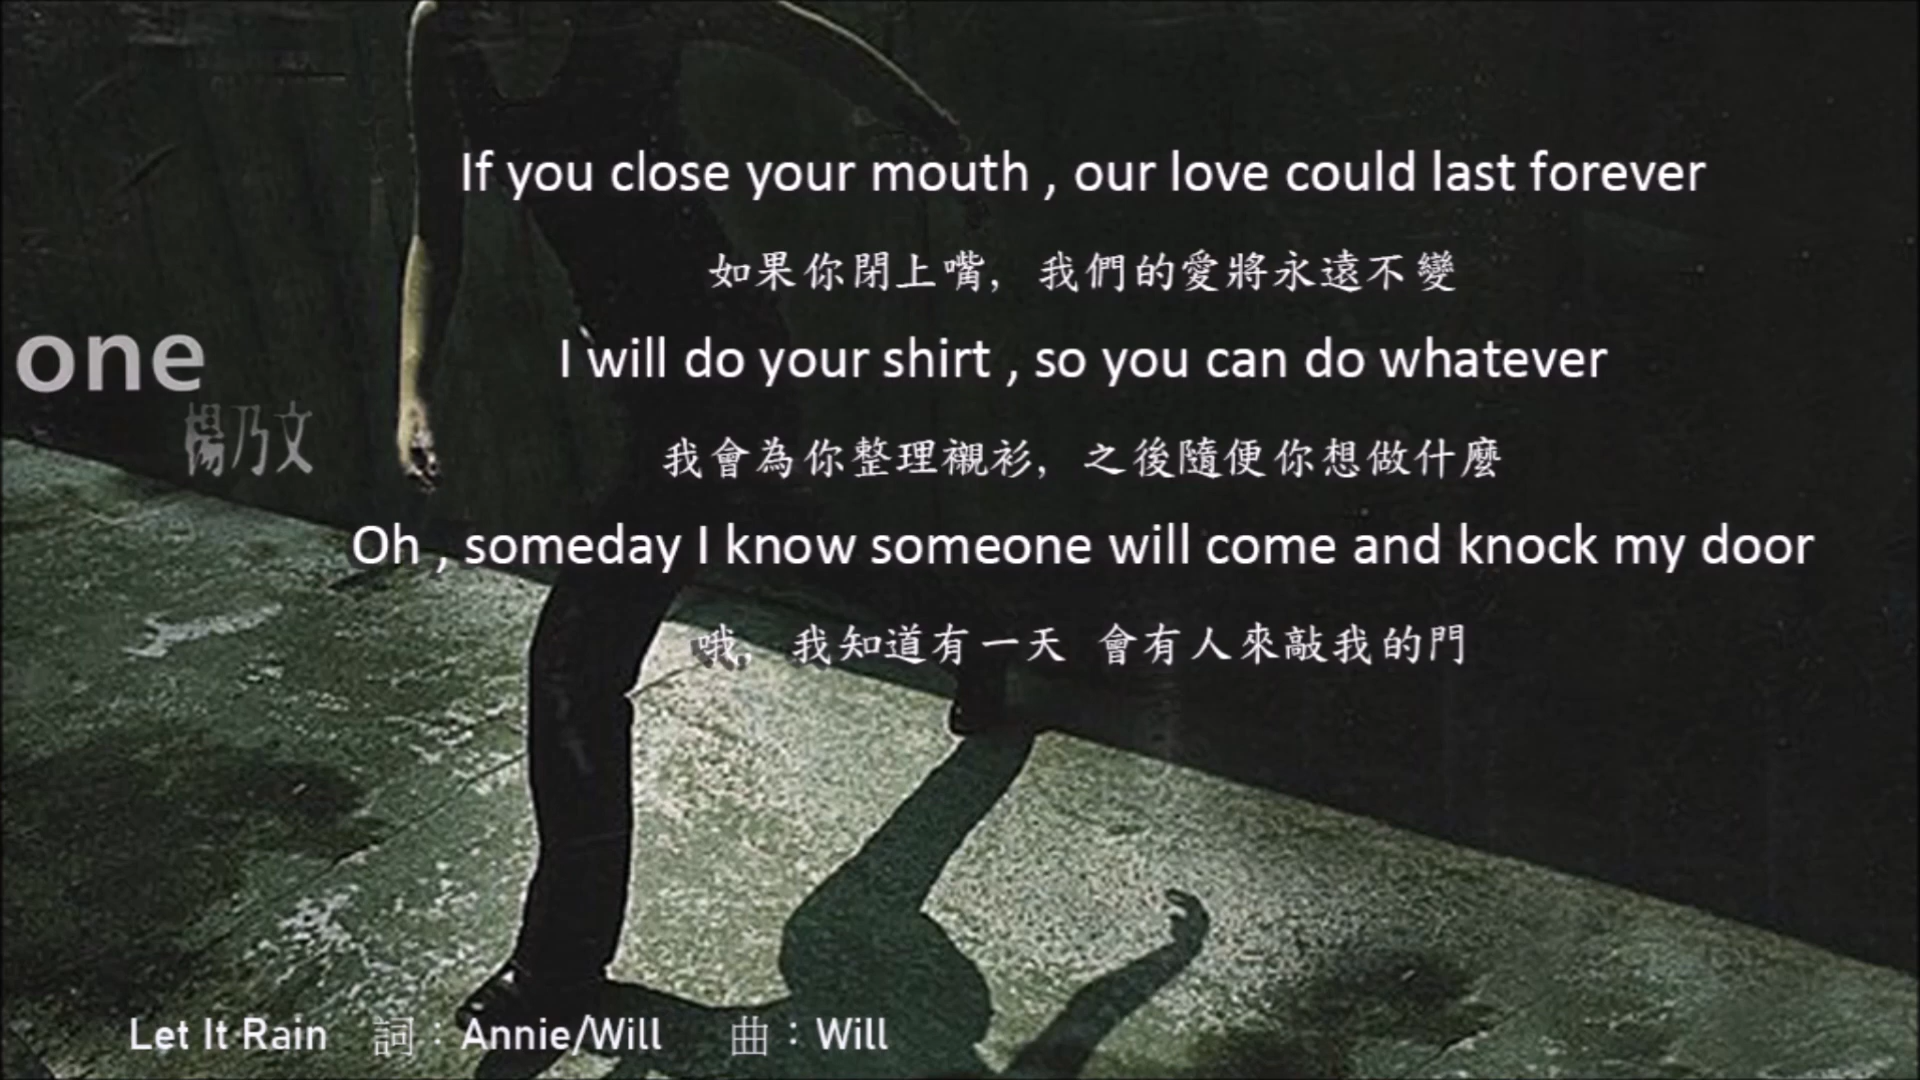 If you close your mouth , our love could last forever
如果你閉上嘴，我們的愛將永遠不變
one
I will do your shirt , so you can do whatever
楊乃文
我會為你整理襯衫，之後隨便你想做什麼
Oh , someday I know someone will come and knock my door
哦，我知道有一天 會有人來敲我的門
Let It Rain 詞：Annie/Will 曲：Will